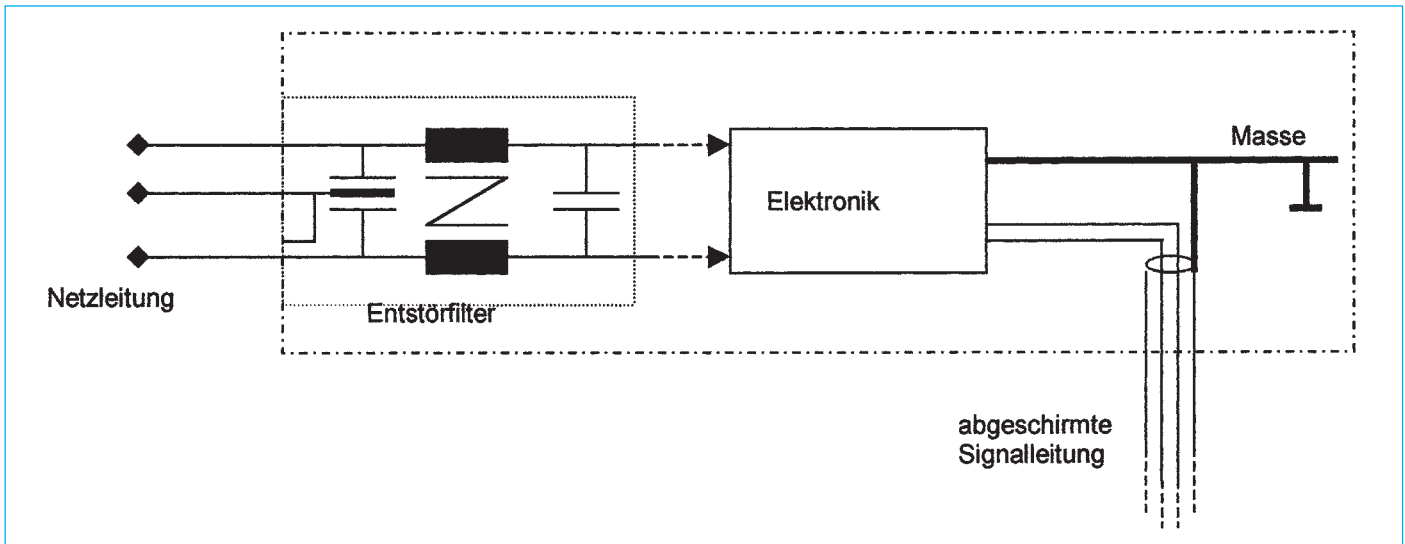 Masse
Elektronik
Netzleitung
Entstörfilter
abgeschirmte
Signalleitung